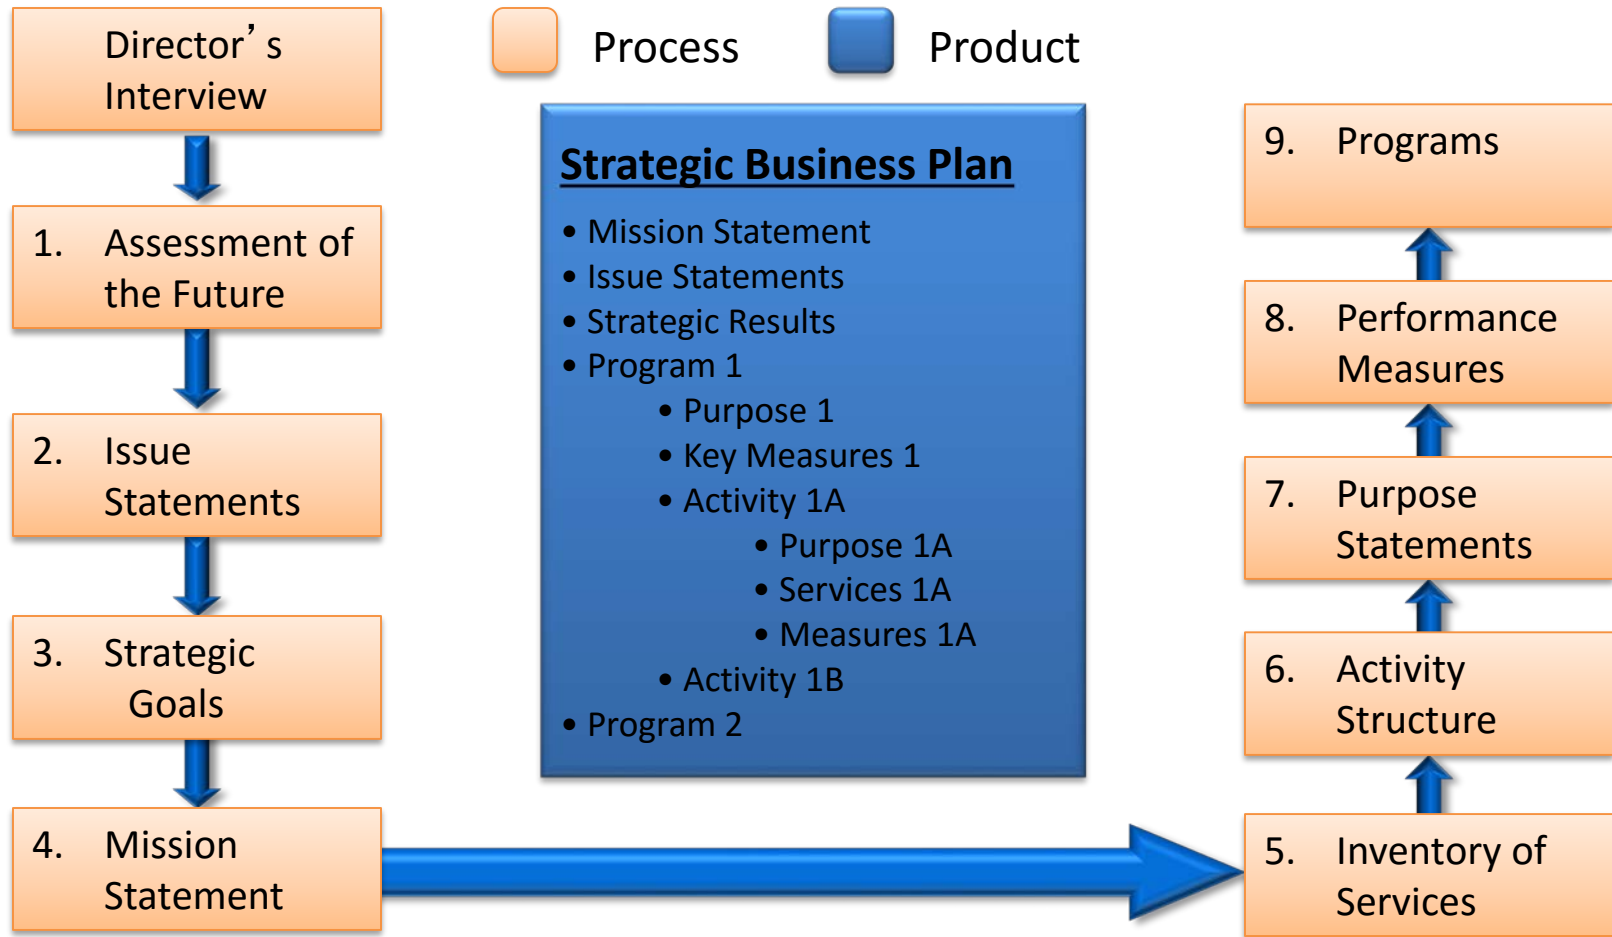 Director’s
Interview
Process
Product
1. Assessment of
the Future
2. Issue
Statements
3. Strategic
Goals
4. Mission
Statement
Strategic Business Plan
• Mission Statement
• Issue Statements
• Strategic Results
• Program 1
• Purpose 1
• Key Measures 1
• Activity 1A
• Purpose 1A
• Services 1A
• Measures 1A
• Activity 1B
• Program 2
9. Programs
8. Performance
Measures
7. Purpose
Statements
6. Activity
Structure
5. Inventory of
Services